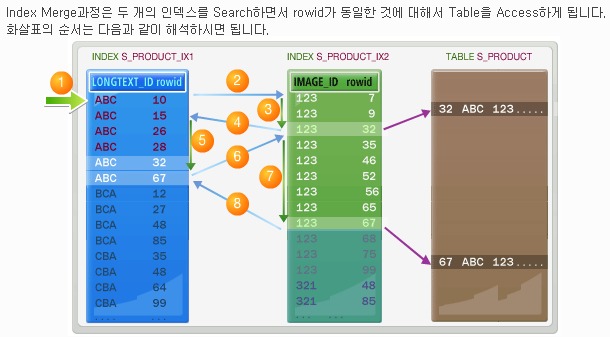 Index Merge과정은 두 개의 인덱스를 Search하면서 rowid가 동일한 것에 대해서 Table을 Access하게 됩니다.
화살표의 순서는 다음과 같이 해석하시면 됩니다.
INDEX S_PRODUCT_IX1
LONGTEXT_ID rowid
ABC 10
ABC 15
ABC 26
ABC 28
ABC 32
ABC 67
BCA 12
BCA 27
BCA 48
BCA 85
CBA 35
CBA 48
CBA 64
CBA 99
.... ....
1
2
3
4
5
6
7
8
INDEX S_PRODUCT_IX2
IMAGE_ID rowid
123 7
123 9
123 32
123 35
123 46
123 52
123 56
123 65
123 67
123 68
123 75
123 99
321 48
321 85
.... ....
TABLE S_PRODUCT
32 ABC 123.....
67 ABC 123.....